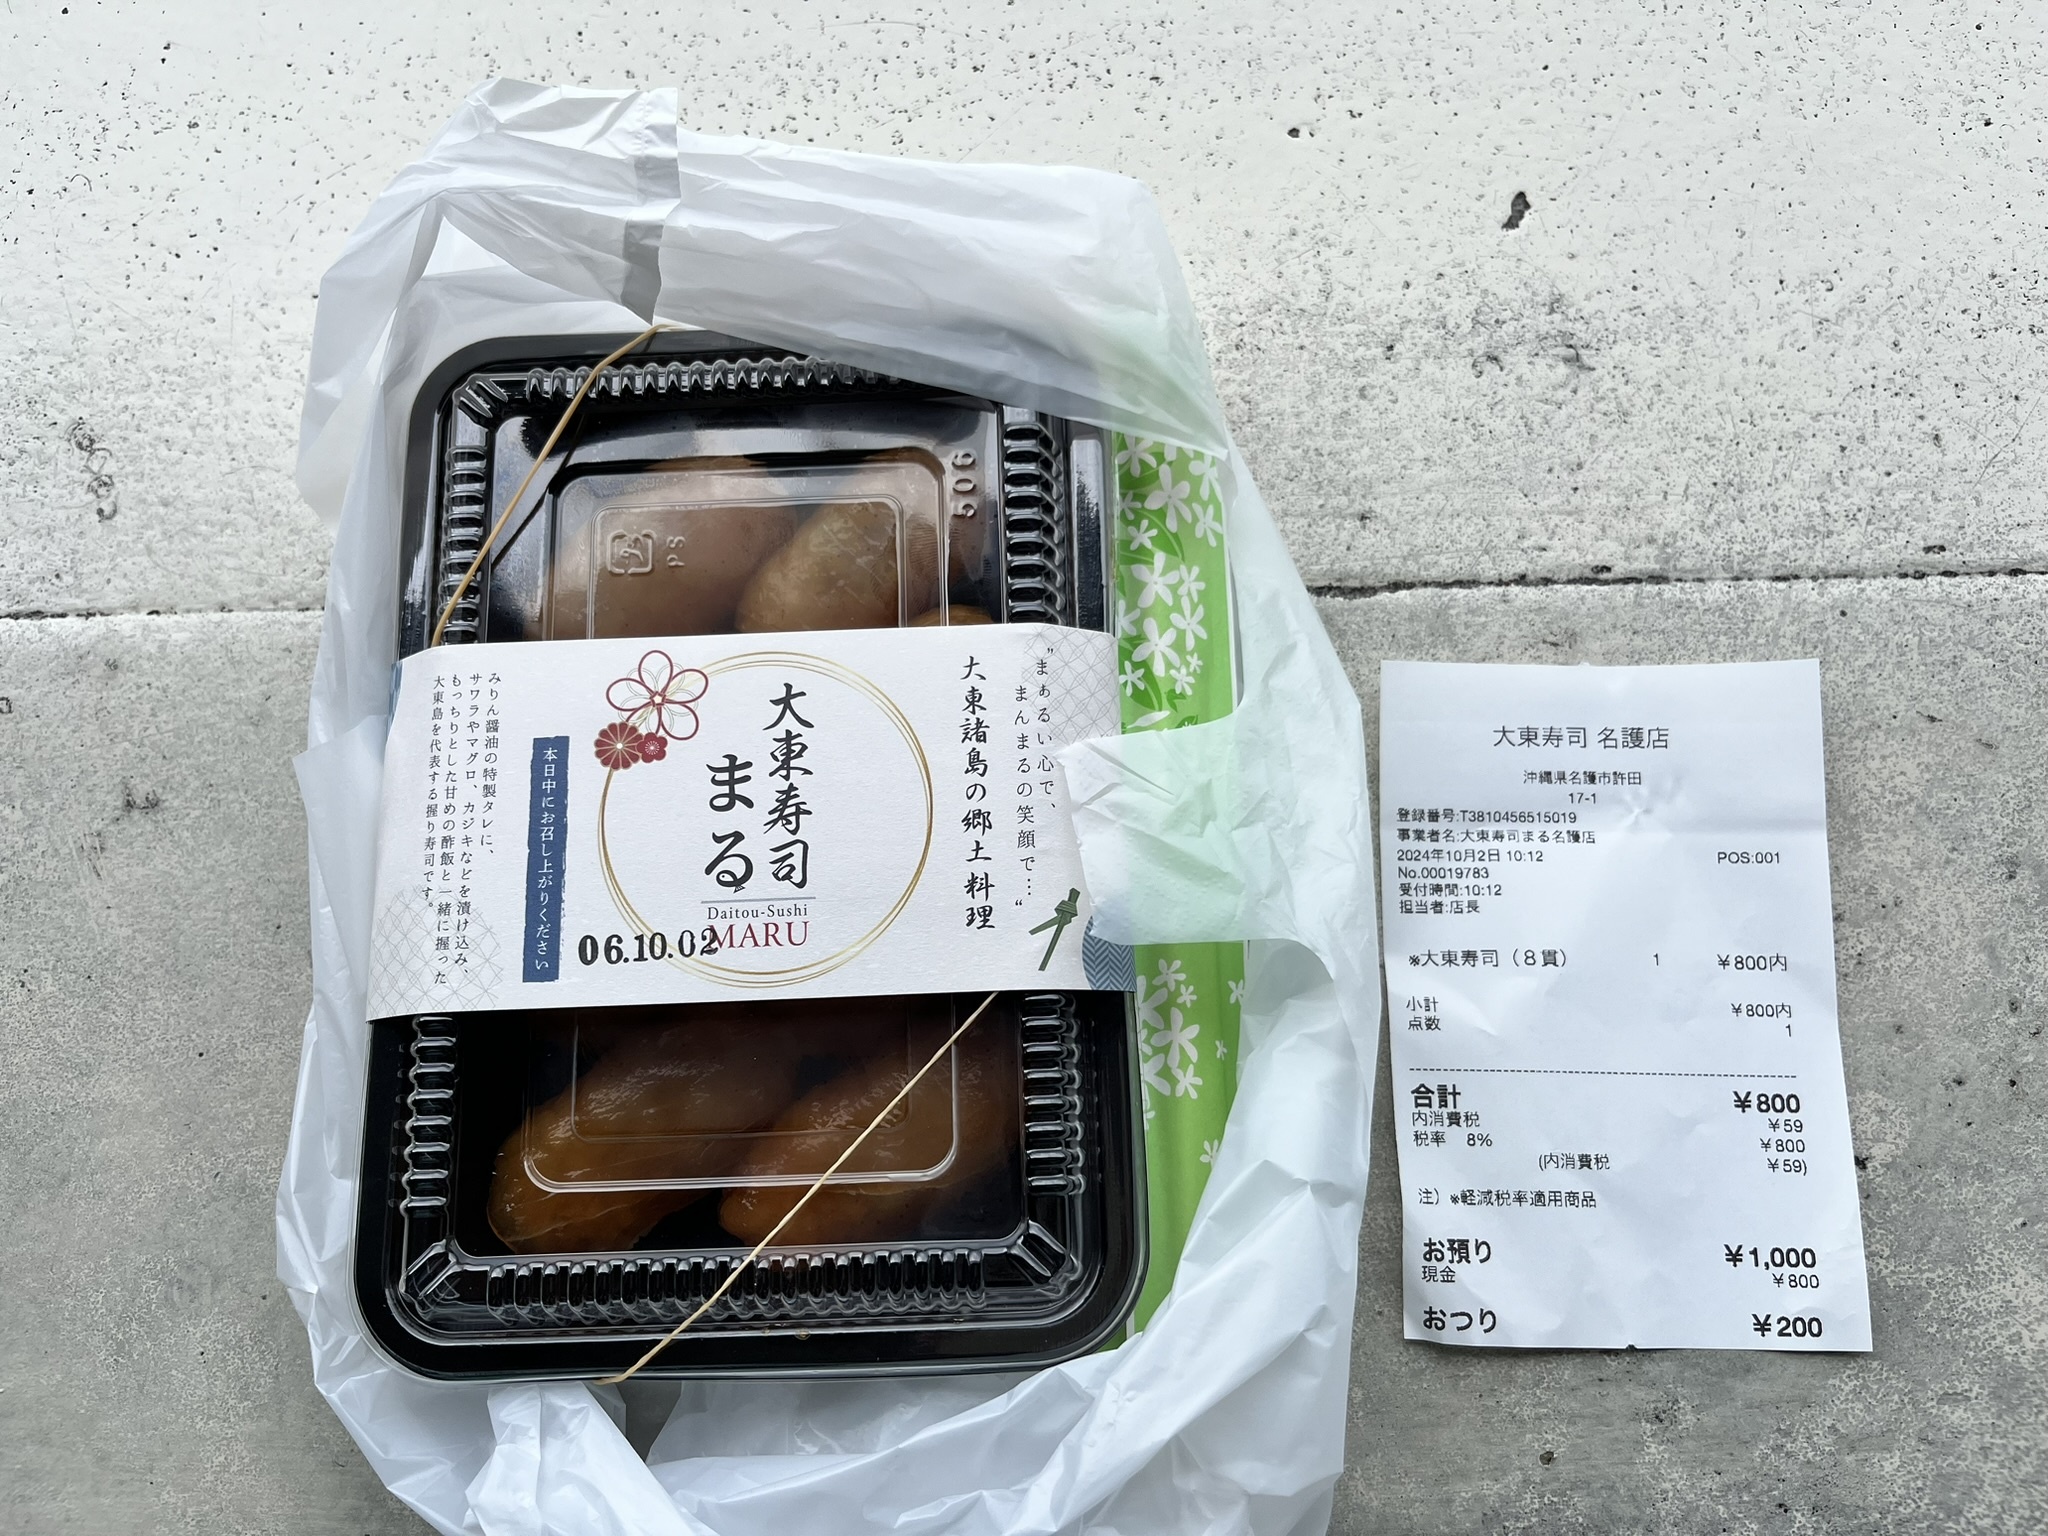 "まぁるい心で、
まんまるの笑顔で…"
大東諸島の郷土料理
大東寿司
まる
Daitou-Sushi
MARU
06.10.02
本日中にお召し上がりください
みりん醤油の特製タレに、
サワラやマグロ、カジキなどを漬け込み、
もっちりとした甘めの酢飯と一緒に握った
大東島を代表する握り寿司です。
506
プラ
PS
大東寿司 名護店
沖縄県名護市許田
17-1
登録番号:T3810456515019
事業者名:大東寿司まる名護店
2024年10月2日 10:12 POS:001
No.00019783
受付時間:10:12
担当者:店長
※大東寿司（８貫） 1 ￥800内
小計 ￥800内
点数 1
合計 ￥800
内消費税 ￥59
税率 8% ￥800
(内消費税 ￥59)
注）※軽減税率適用商品
お預り ￥1,000
現金 ￥800
おつり ￥200